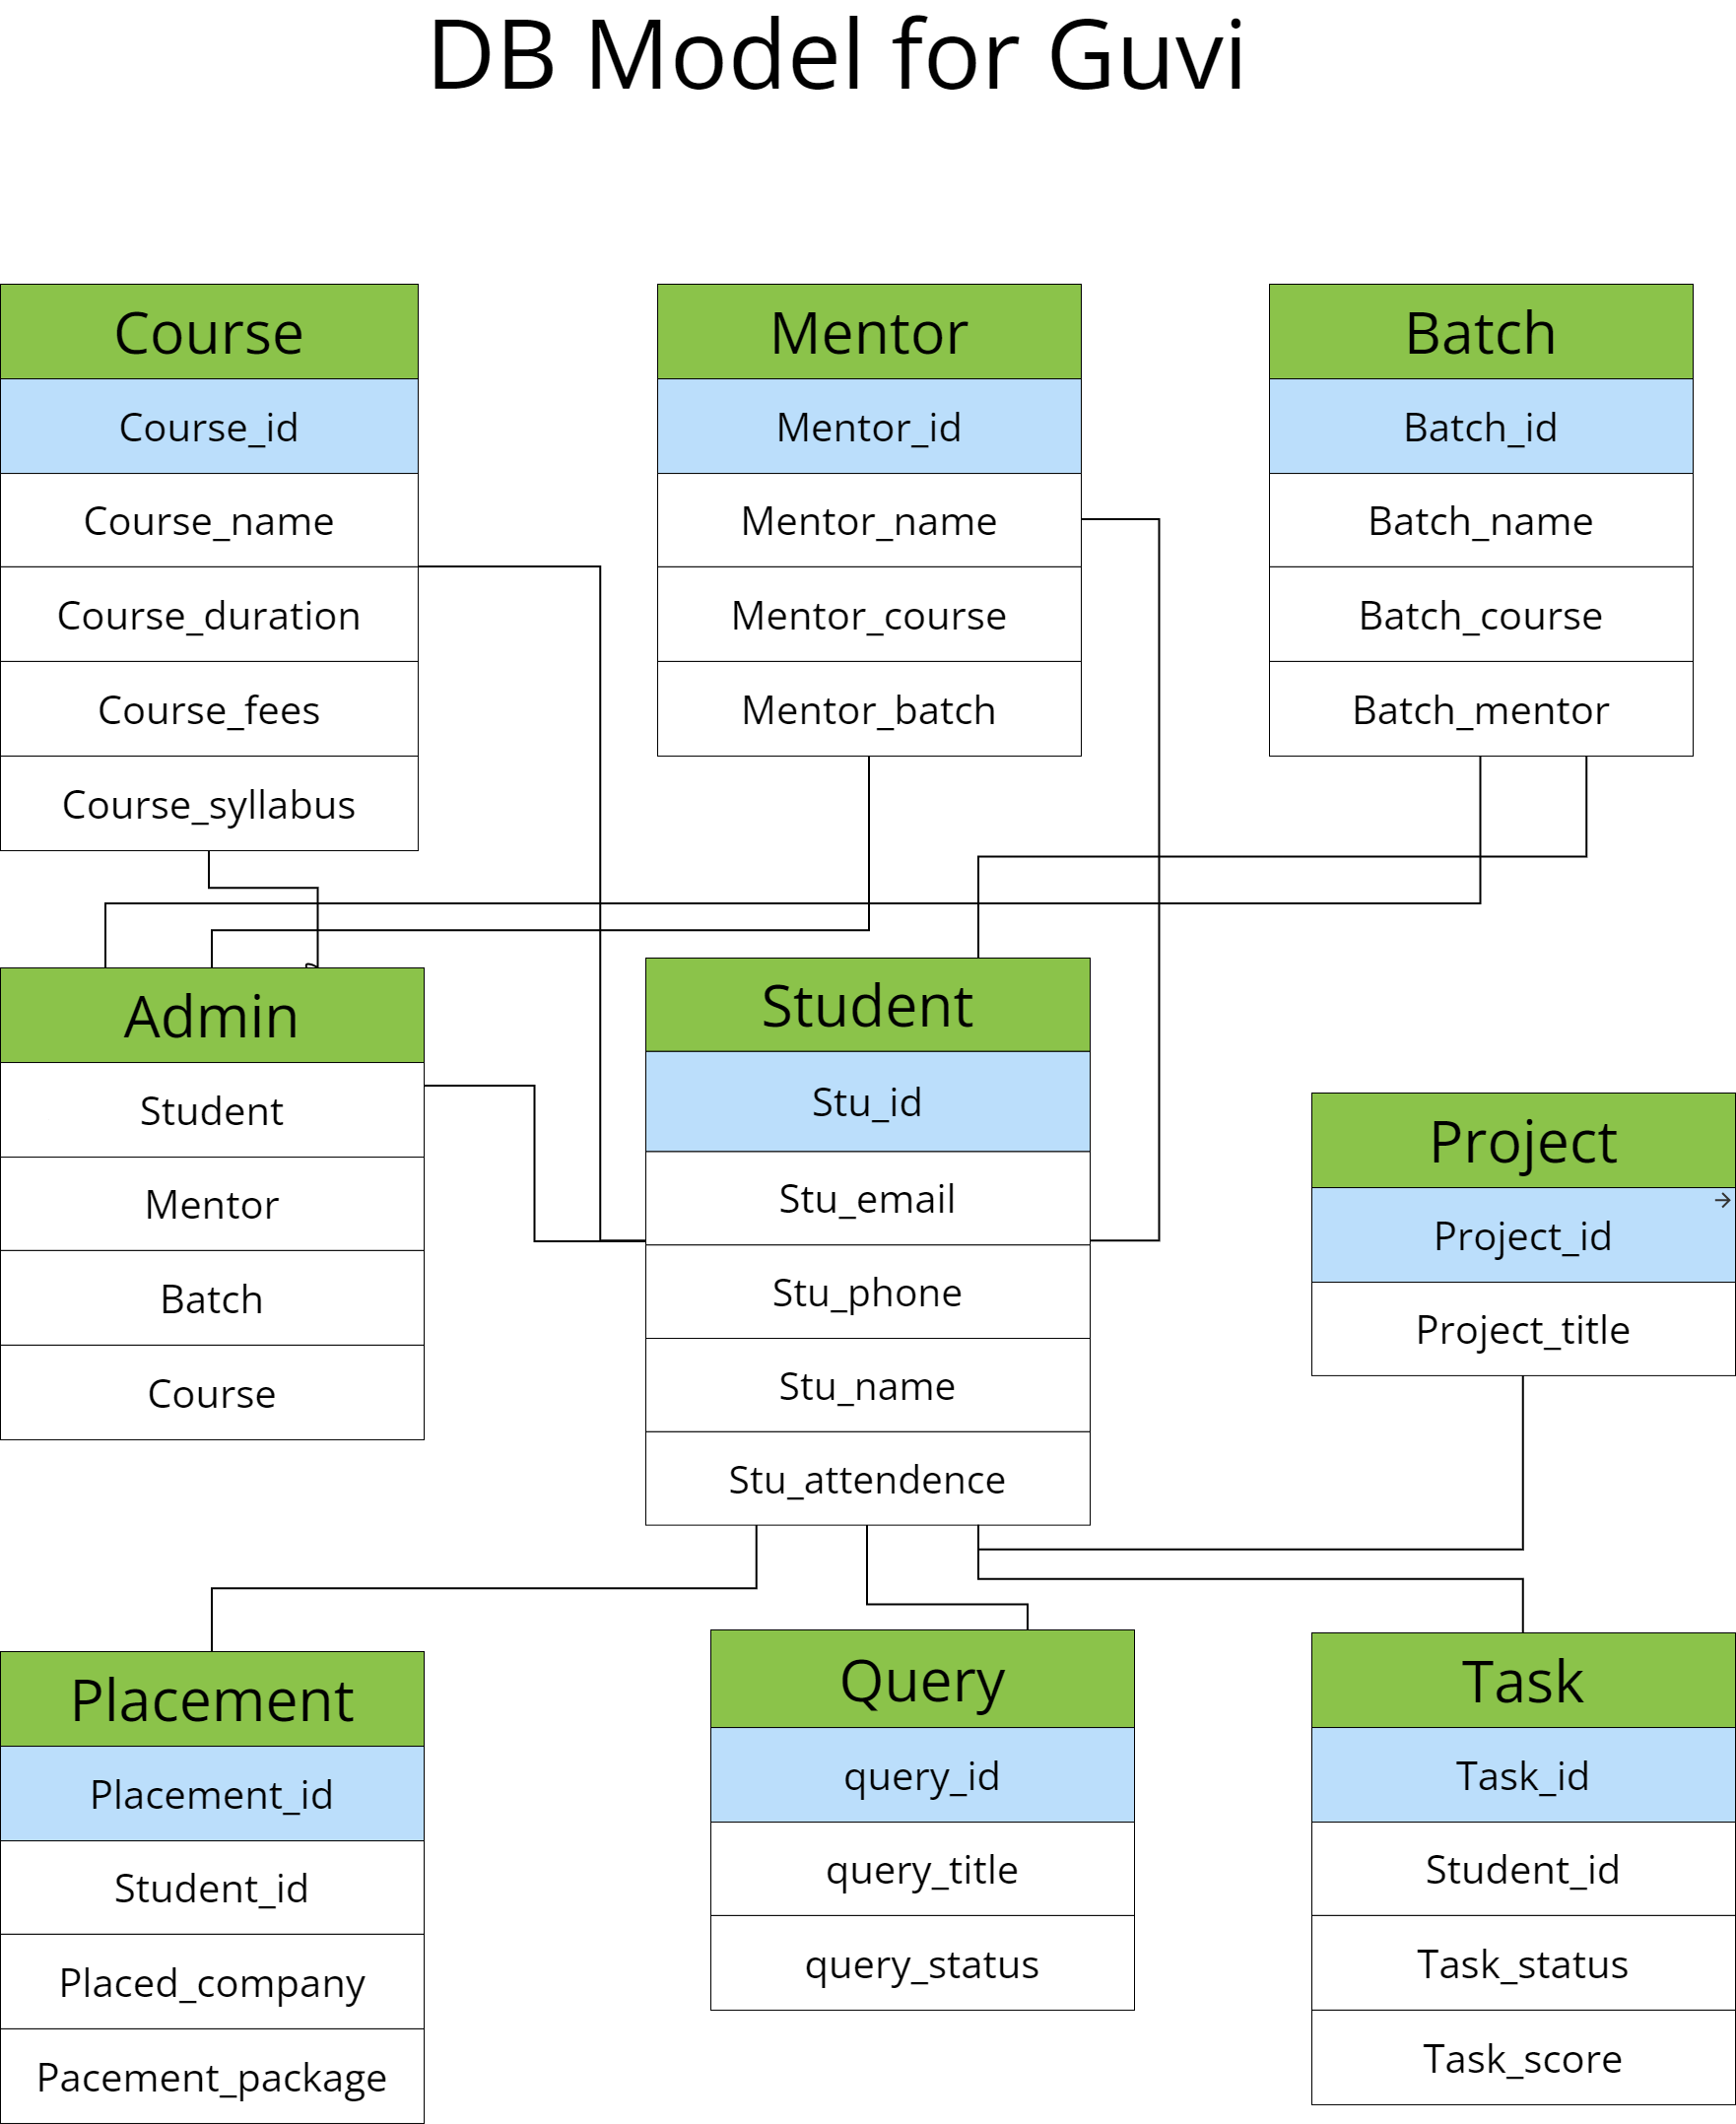 DB Model for Guvi
Course
Course_id
Course_name
Course_duration
Course_fees
Course_syllabus
Mentor
Mentor_id
Mentor_name
Mentor_course
Mentor_batch
Batch
Batch_id
Batch_name
Batch_course
Batch_mentor
Admin
Student
Mentor
Batch
Course
Student
Stu_id
Stu_email
Stu_phone
Stu_name
Stu_attendence
Project
Project_id
Project_title
Placement
Placement_id
Student_id
Placed_company
Pacement_package
Query
query_id
query_title
query_status
Task
Task_id
Student_id
Task_status
Task_score